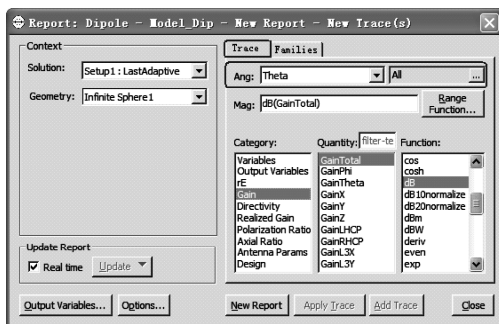 Report: Dipole - Model_Dip - New Report - New Trace(s)
Context
Solution: Setup1 : LastAdaptive
Geometry: Infinite Sphere1
Update Report
Real time Update
Output Variables... Options...
Trace Families
Ang: Theta All ...
Mag: dB(GainTotal) Range Function...
Category: Quantity: filter-te Function:
Variables GainTotal cos
Output Variables GainPhi cosh
rE GainTheta dB
Gain GainX dB10normalize
Directivity GainY dB20normalize
Realized Gain GainZ dBm
Polarization Ratio GainLHCP dBW
Axial Ratio GainRHCP deriv
Antenna Params GainL3X even
Design GainL3Y exp
New Report Apply Trace Add Trace Close